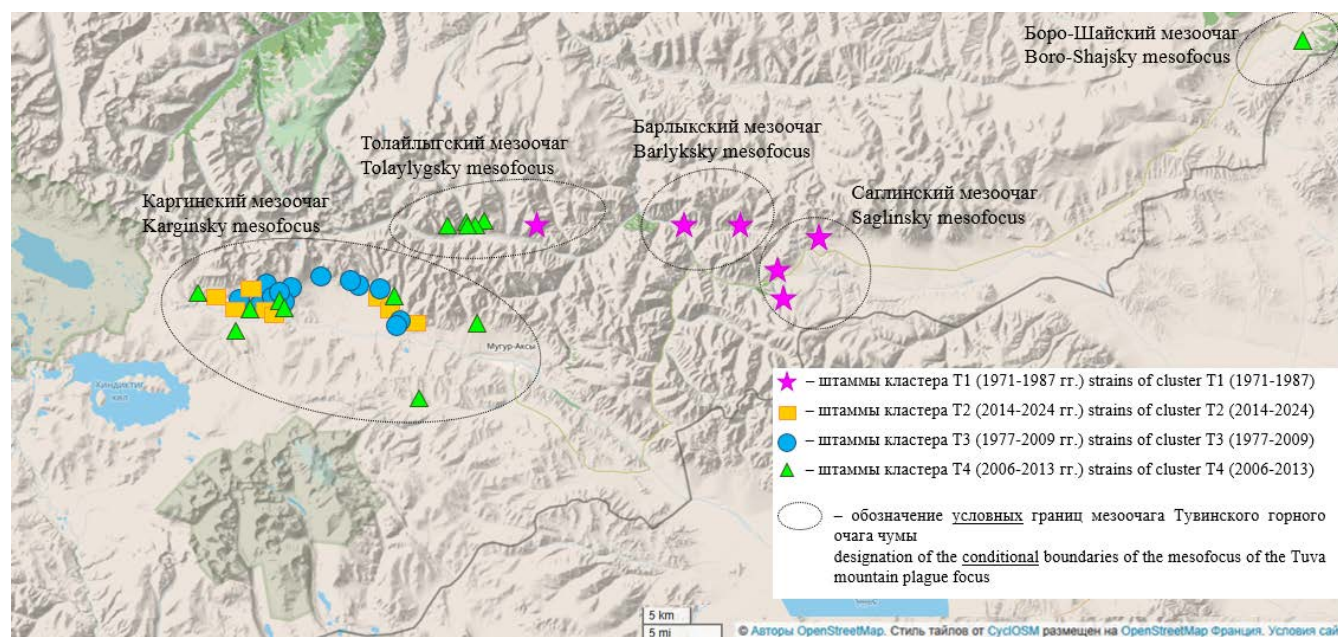 Боро-Шайский мезоочаг
Boro-Shajsky mesofocus
Барлыкский мезоочаг
Barlyksky mesofocus
Толайлыгский мезоочаг
Tolaylygsky mesofocus
Саглинский мезоочаг
Saglinsky mesofocus
Каргинский мезоочаг
Karginsky mesofocus
Мугур-Аксы
Хиндиктиг
– штаммы кластера Т1 (1971-1987 гг.) strains of cluster T1 (1971-1987)
– штаммы кластера Т2 (2014-2024 гг.) strains of cluster T2 (2014-2024)
– штаммы кластера Т3 (1977-2009 гг.) strains of cluster T3 (1977-2009)
– штаммы кластера Т4 (2006-2013 гг.) strains of cluster T4 (2006-2013)
– обозначение условных границ мезоочага Тувинского горного
очага чумы
designation of the conditional boundaries of the mesofocus of the Tuva
mountain plague focus
5 km
5 mi
© Авторы OpenStreetMap. Стиль тайлов от CyclOSM размещен на OpenStreetMap Франция. Условия сай